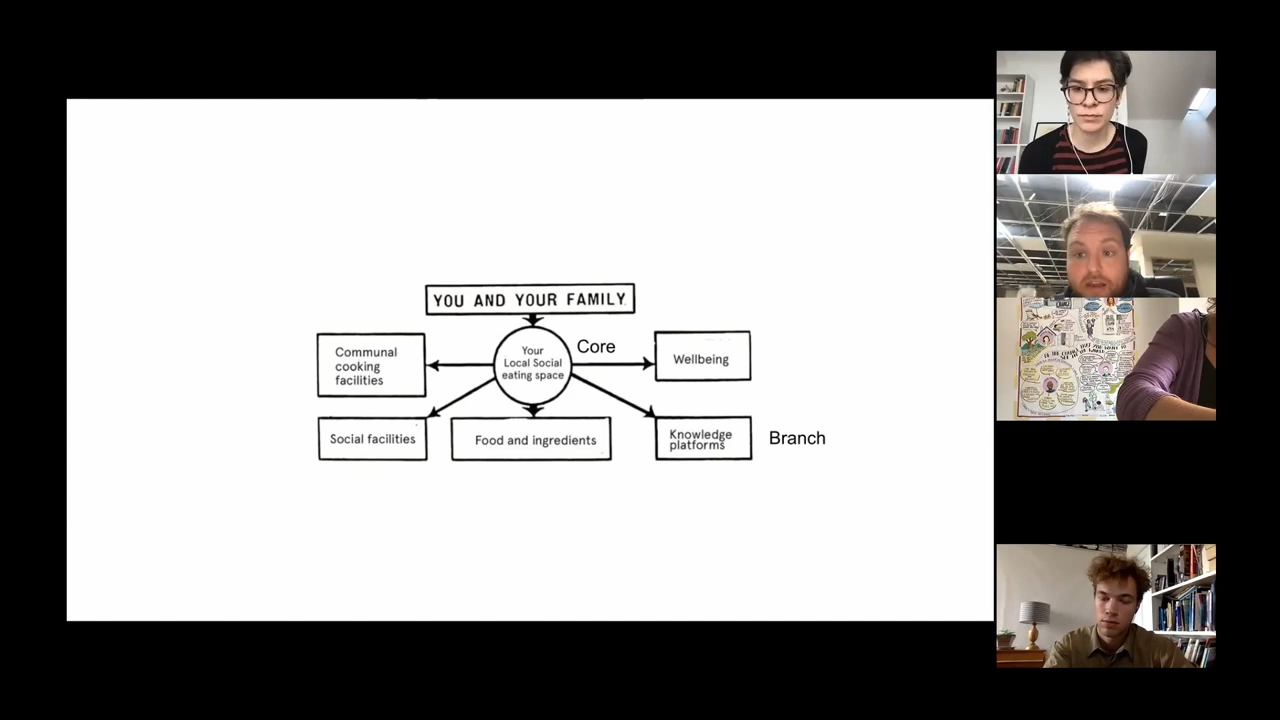 YOU AND YOUR FAMILY
Your
Local Social
eating space
Core
Communal
cooking
facilities
Wellbeing
Social facilities
Food and ingredients
Knowledge
platforms
Branch